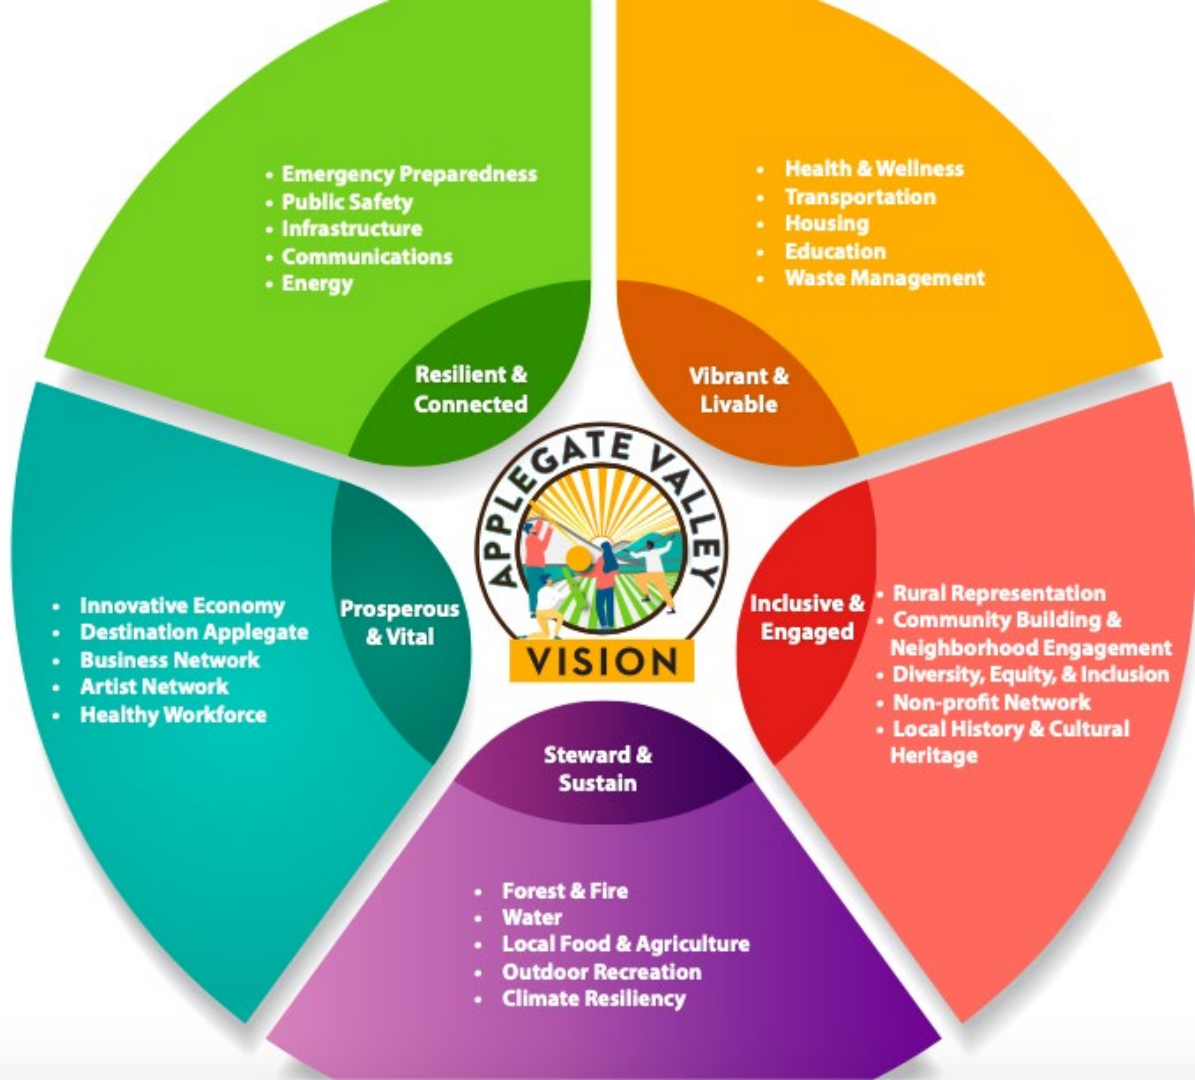 • Emergency Preparedness
• Public Safety
• Infrastructure
• Communications
• Energy
Resilient &
Connected
• Health & Wellness
• Transportation
• Housing
• Education
• Waste Management
Vibrant &
Livable
• Innovative Economy
• Destination Applegate
• Business Network
• Artist Network
• Healthy Workforce
Prosperous
& Vital
APPLEGATE VALLEY
VISION
Inclusive &
Engaged
• Rural Representation
• Community Building &
Neighborhood Engagement
• Diversity, Equity, & Inclusion
• Non-profit Network
• Local History & Cultural
Heritage
Steward &
Sustain
• Forest & Fire
• Water
• Local Food & Agriculture
• Outdoor Recreation
• Climate Resiliency